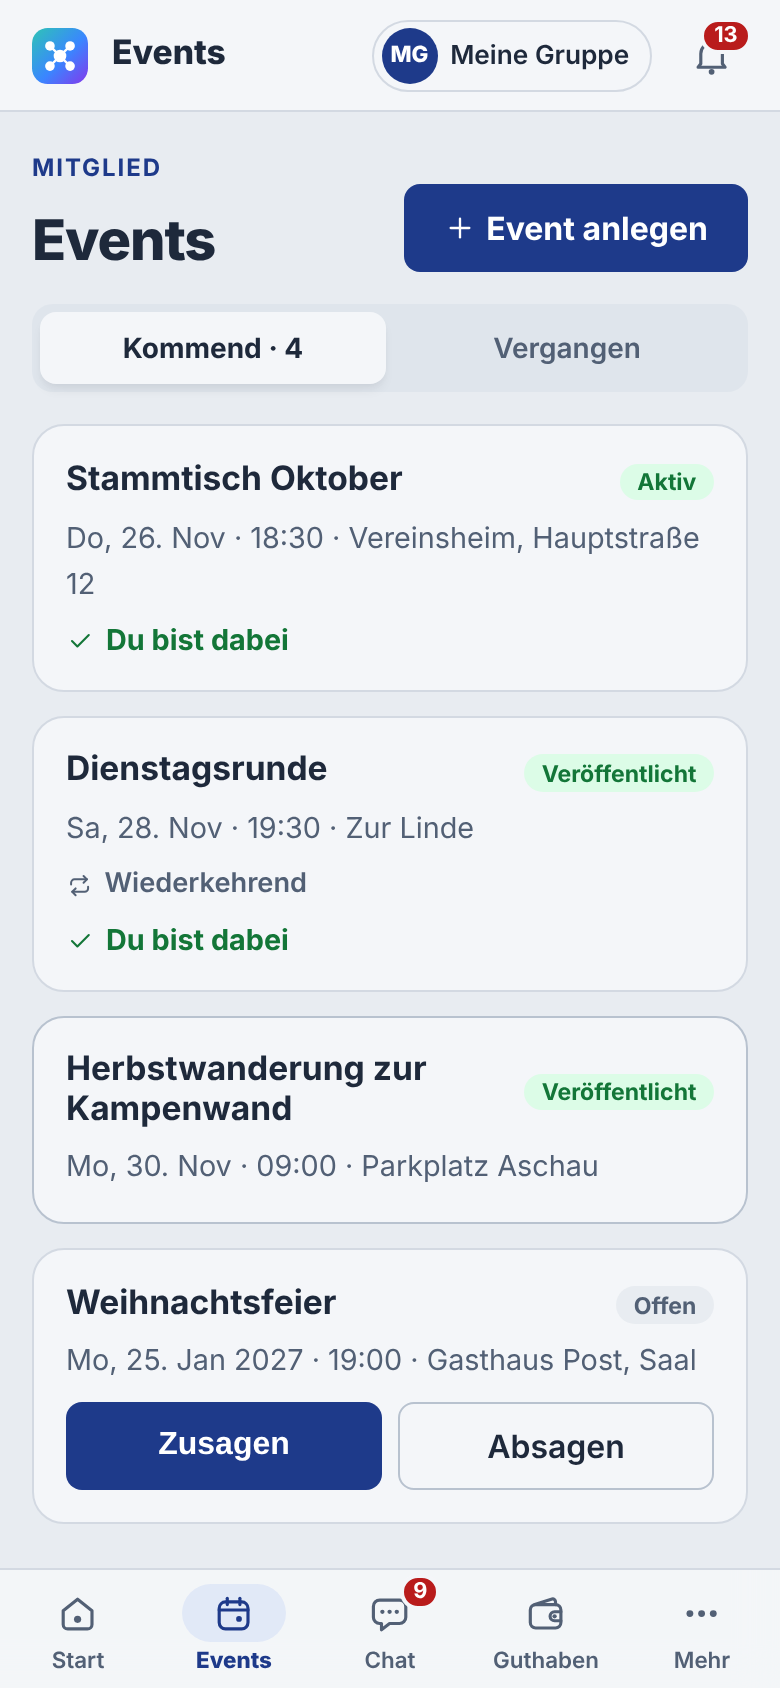 Events
MG Meine Gruppe
13
MITGLIED
Events
+ Event anlegen
Kommend · 4
Vergangen
Stammtisch Oktober
Aktiv
Do, 26. Nov · 18:30 · Vereinsheim, Hauptstraße
12
Du bist dabei
Dienstagsrunde
Veröffentlicht
Sa, 28. Nov · 19:30 · Zur Linde
Wiederkehrend
Du bist dabei
Herbstwanderung zur
Kampenwand
Veröffentlicht
Mo, 30. Nov · 09:00 · Parkplatz Aschau
Weihnachtsfeier
Offen
Mo, 25. Jan 2027 · 19:00 · Gasthaus Post, Saal
Zusagen
Absagen
9
Start
Events
Chat
Guthaben
Mehr